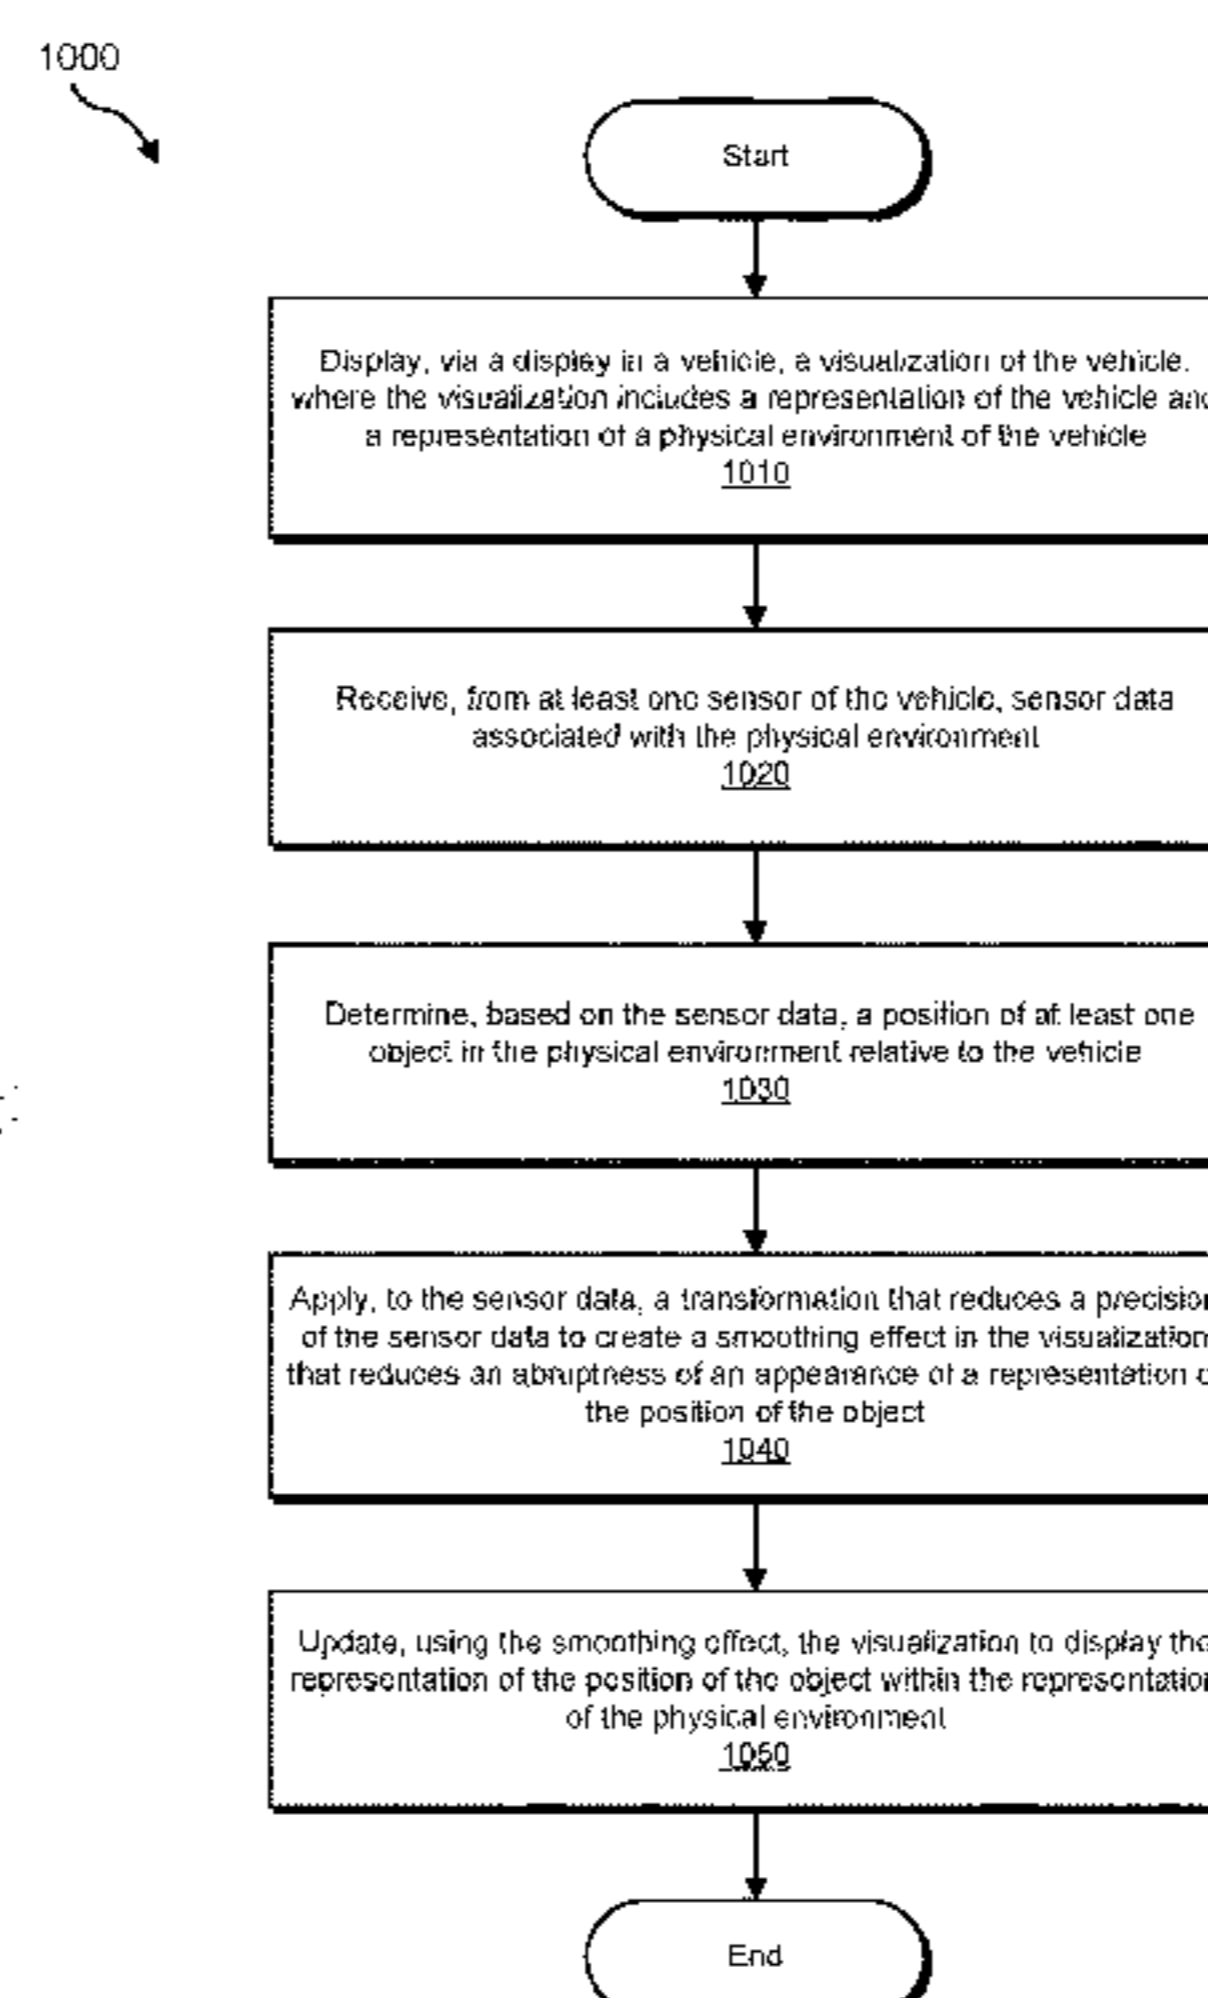 1000
Start
Display, via a display in a vehicle, a visualization of the vehicle,
where the visualization includes a representation of the vehicle and
a representation of a physical environment of the vehicle
1010
Receive, from at least one sensor of the vehicle, sensor data
associated with the physical environment
1020
Determine, based on the sensor data, a position of at least one
object in the physical environment relative to the vehicle
1030
Apply, to the sensor data, a transformation that reduces a precision
of the sensor data to create a smoothing effect in the visualization
that reduces an abruptness of an appearance of a representation o
the position of the object
1040
Update, using the smoothing effect, the visualization to display the
representation of the position of the object within the representation
of the physical environment
1050
End